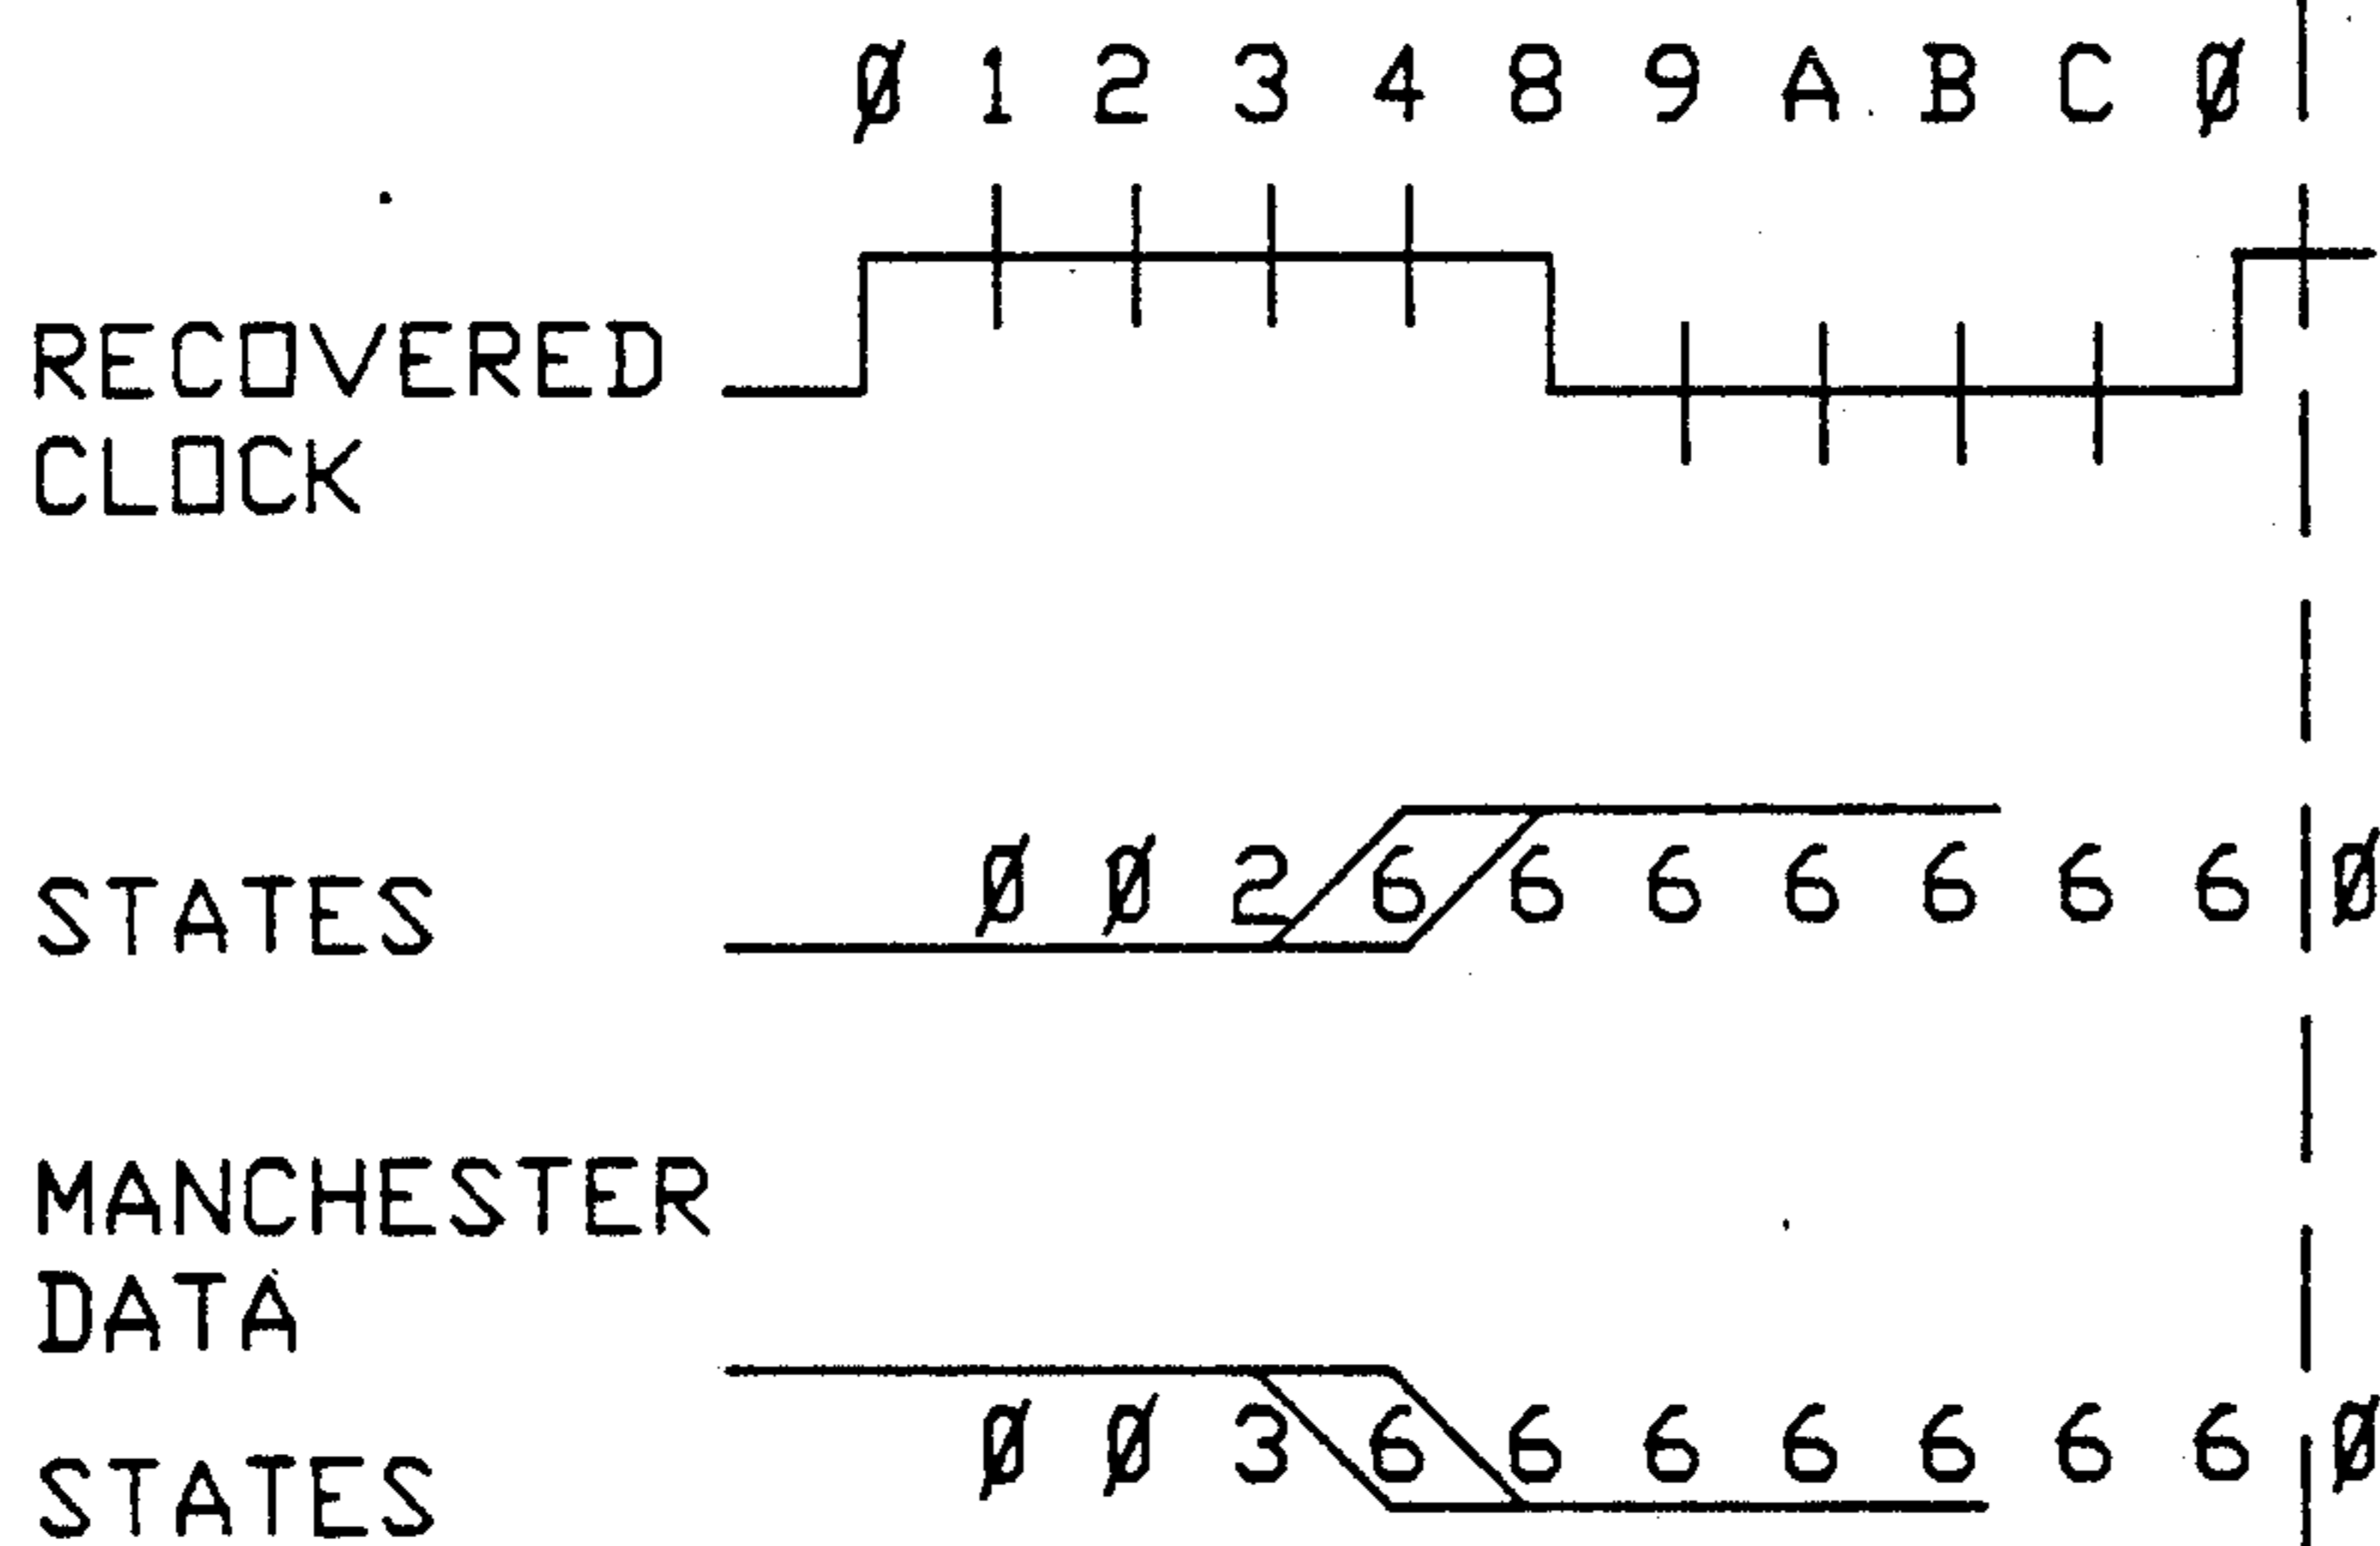 Ø 1 2 3 4 8 9 A B C Ø
RECOVERED
CLOCK
Ø Ø 2 6 6 6 6 6 6 6 Ø
STATES
MANCHESTER
DATA
Ø Ø 3 6 6 6 6 6 6 6 Ø
STATES